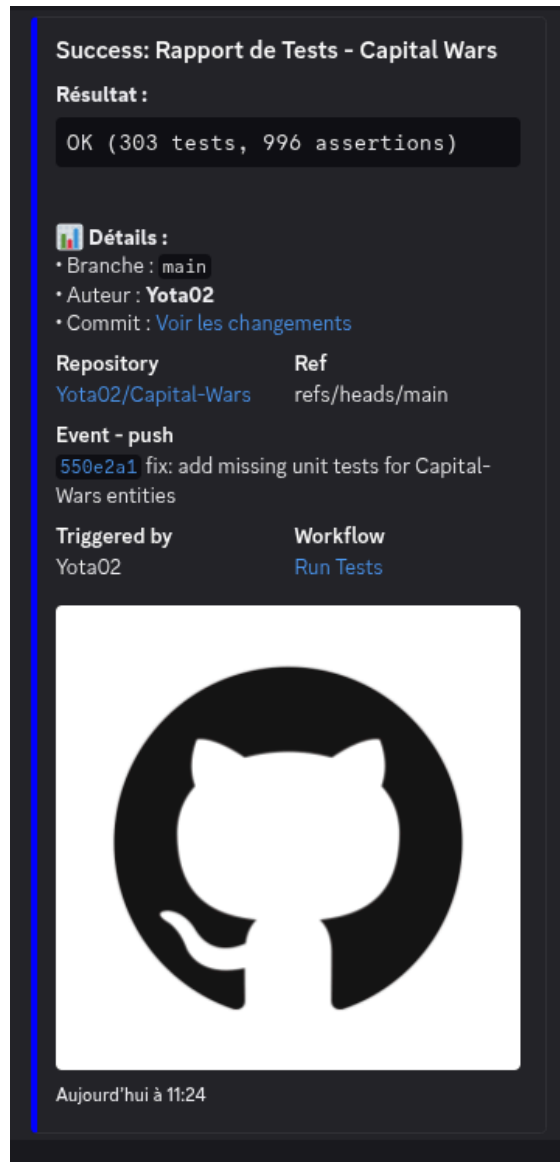 Success: Rapport de Tests - Capital Wars
Résultat :
OK (303 tests, 996 assertions)
📊 Détails :
• Branche : main
• Auteur : Yota02
• Commit : Voir les changements
Repository
Yota02/Capital-Wars
Ref
refs/heads/main
Event - push
550e2a1 fix: add missing unit tests for Capital-
Wars entities
Triggered by
Yota02
Workflow
Run Tests
Aujourd'hui à 11:24